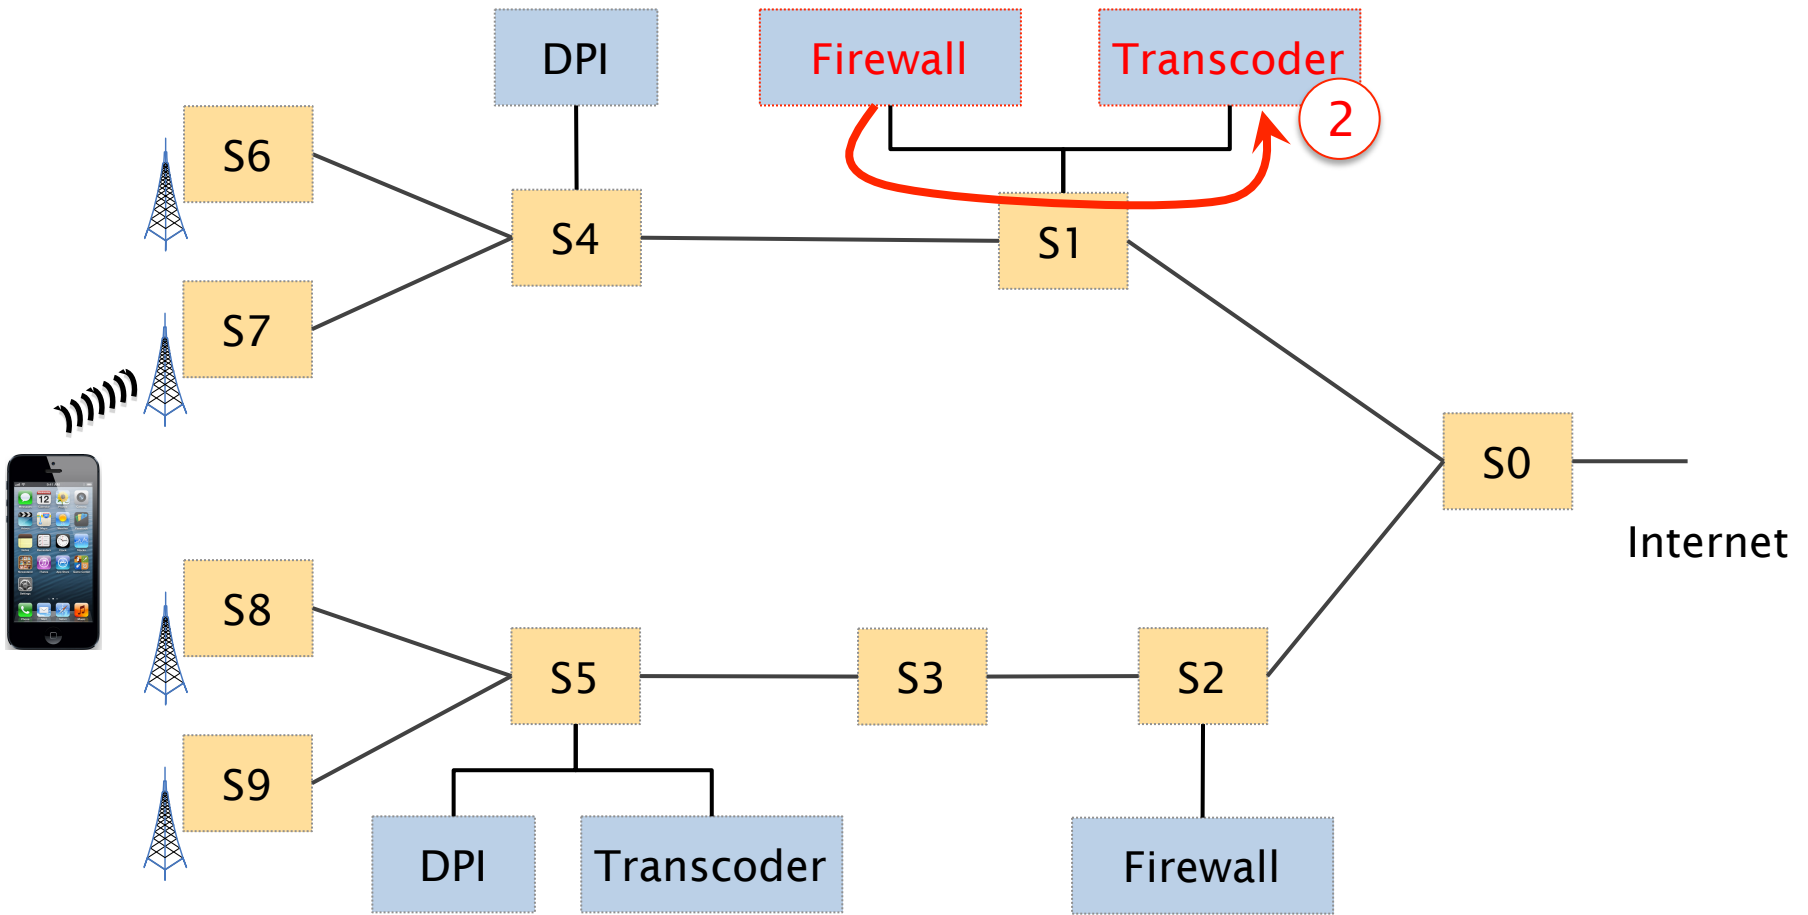 DPI
Firewall
Transcoder
2
S6
S4
S1
S7
S0
Internet
S8
S5
S3
S2
S9
DPI
Transcoder
Firewall